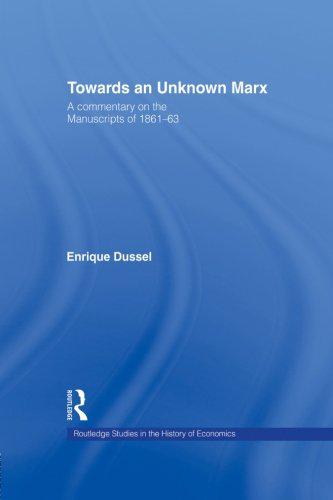 Towards an Unknown Marx
A commentary on the
Manuscripts of 1861–63
Enrique Dussel
ROUTLEDGE
Routledge Studies in the History of Economics